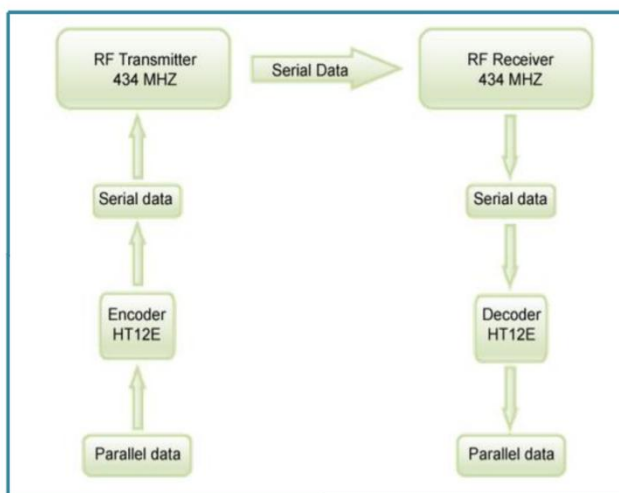 RF Transmitter
434 MHZ
Serial Data
RF Receiver
434 MHZ
Serial data
Serial data
Encoder
HT12E
Decoder
HT12E
Parallel data
Parallel data